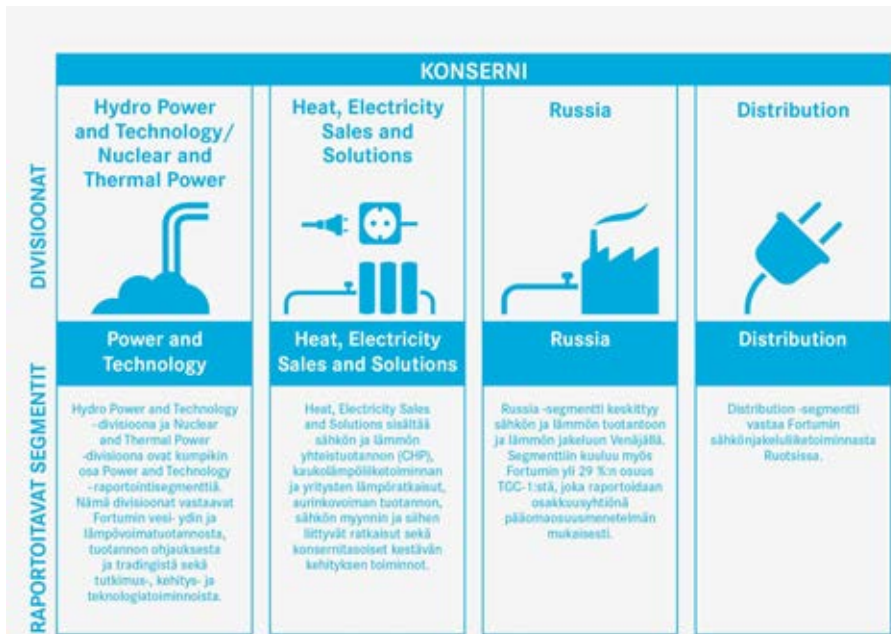 KONSERNI
DIVISIOONAT
Hydro Power
and Technology/
Nuclear and
Thermal Power
Heat, Electricity
Sales and
Solutions
Russia
Distribution
RAPORTOITAVAT SEGMENTIT
Power and
Technology
Hydro Power and Technology
-divisioona ja Nuclear
and Thermal Power
-divisioona ovat kumpikin
osa Power and Technology
-raportointisegmenttiä.
Nämä divisioonat vastaavat
Fortumin vesi- ydin ja
lämpövoimatuotannosta,
tuotannon ohjauksesta
ja tradingistä sekä
tutkimus-, kehitys- ja
teknologiatoiminnoista.
Heat, Electricity
Sales and Solutions
Heat, Electricity Sales
and Solutions sisältää
sähkön ja lämmön
yhteistuotannon (CHP),
kaukolämpöliiketoiminnan
ja yritysten lämpöratkaisut,
aurinkovoiman tuotannon,
sähkön myynnin ja siihen
liittyvät ratkaisut sekä
konsernitasoiset kestävän
kehityksen toiminnot.
Russia
Russia -segmentti keskittyy
sähkön ja lämmön tuotantoon
ja lämmön jakeluun Venäjällä.
Segmenttiin kuuluu myös
Fortumin yli 29 %:n osuus
TGC-1:stä, joka raportoidaan
osakkuusyhtiönä
pääomaosuusmenetelmän
mukaisesti.
Distribution
Distribution -segmentti
vastaa Fortumin
sähkönjakeluliiketoiminnasta
Ruotsissa.